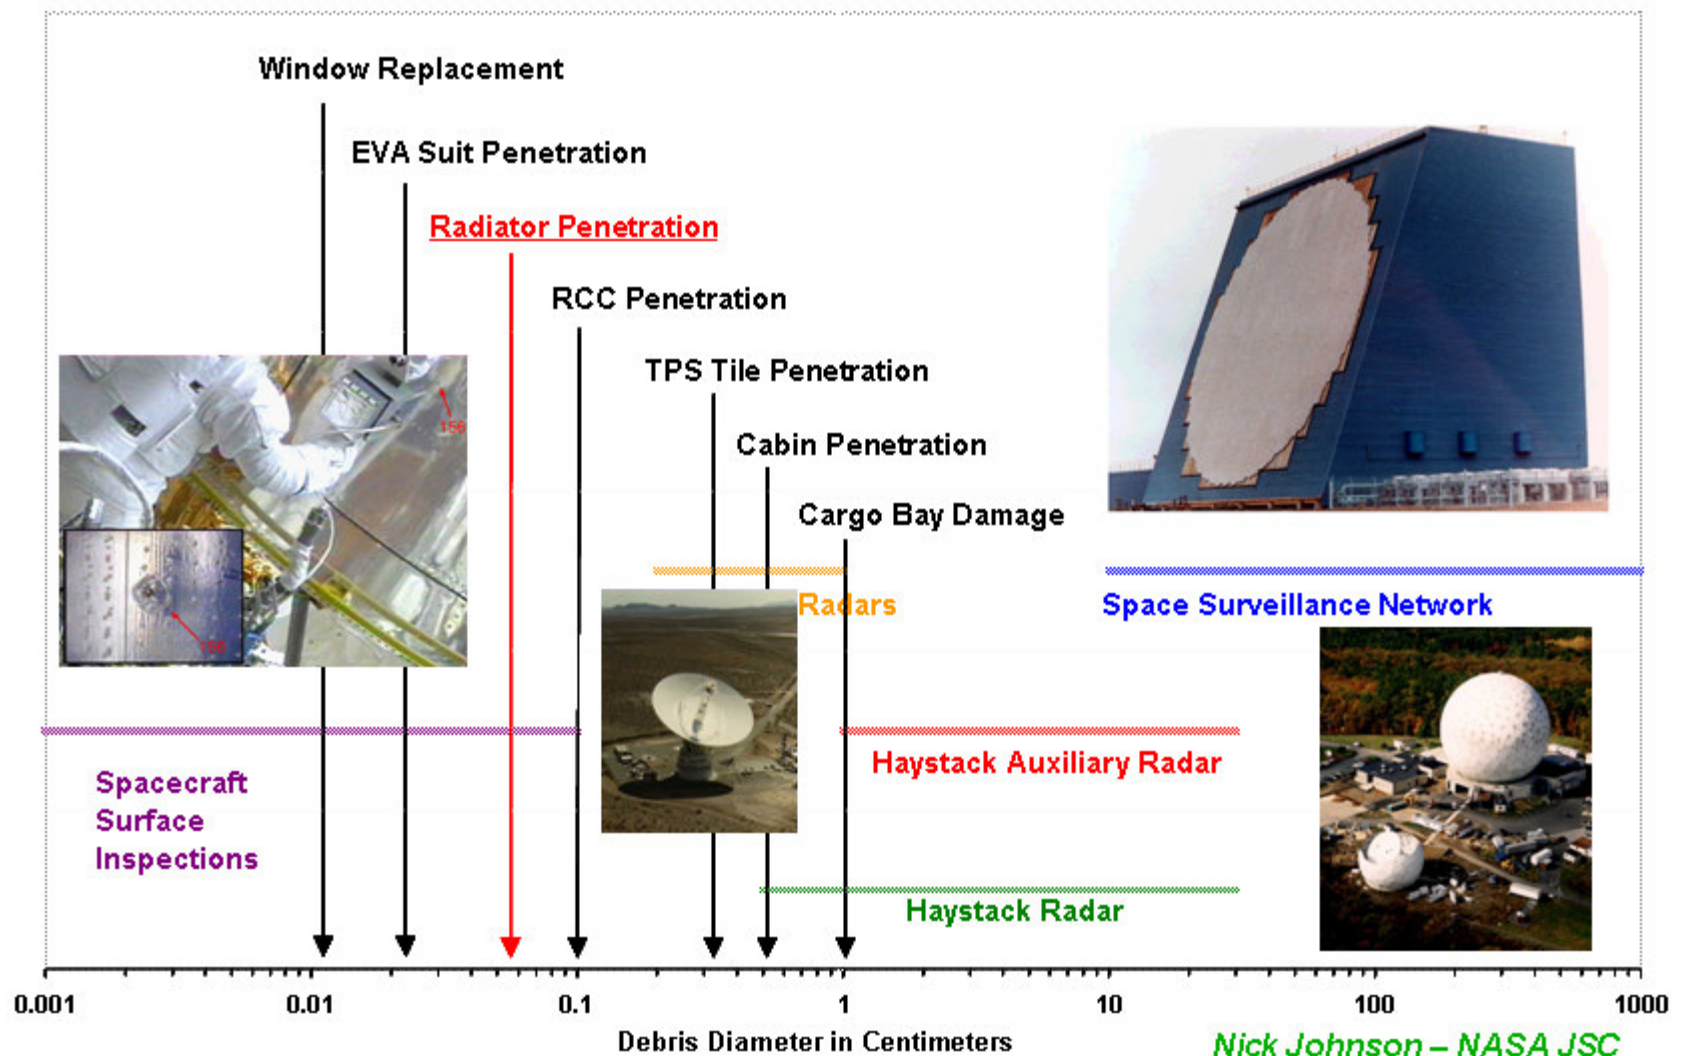 Window Replacement
EVA Suit Penetration
Radiator Penetration
RCC Penetration
TPS Tile Penetration
Cabin Penetration
Cargo Bay Damage
156
156
Radars
Space Surveillance Network
Haystack Auxiliary Radar
Spacecraft
Surface
Inspections
Haystack Radar
0.001
0.01
0.1
1
10
100
1000
Debris Diameter in Centimeters
Nick Johnson – NASA JSC